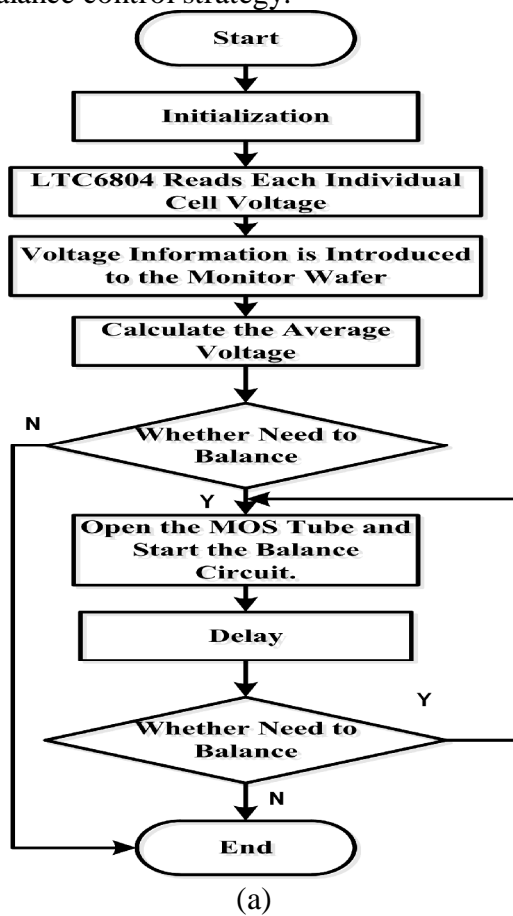 alance control strategy.
Start
Initialization
LTC6804 Reads Each Individual
Cell Voltage
Voltage Information is Introduced
to the Monitor Wafer
Calculate the Average
Voltage
N
Whether Need to
Balance
Y
Open the MOS Tube and
Start the Balance
Circuit.
Delay
Y
Whether Need to
Balance
N
End
(a)